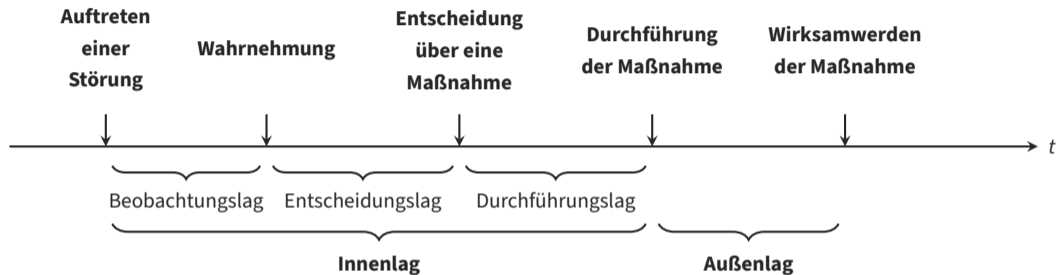 Auftreten
einer
Störung
Wahrnehmung
Entscheidung
über eine
Maßnahme
Durchführung
der Maßnahme
Wirksamwerden
der Maßnahme
t
Beobachtungslag
Entscheidungslag
Durchführungslag
Innenlag
Außenlag